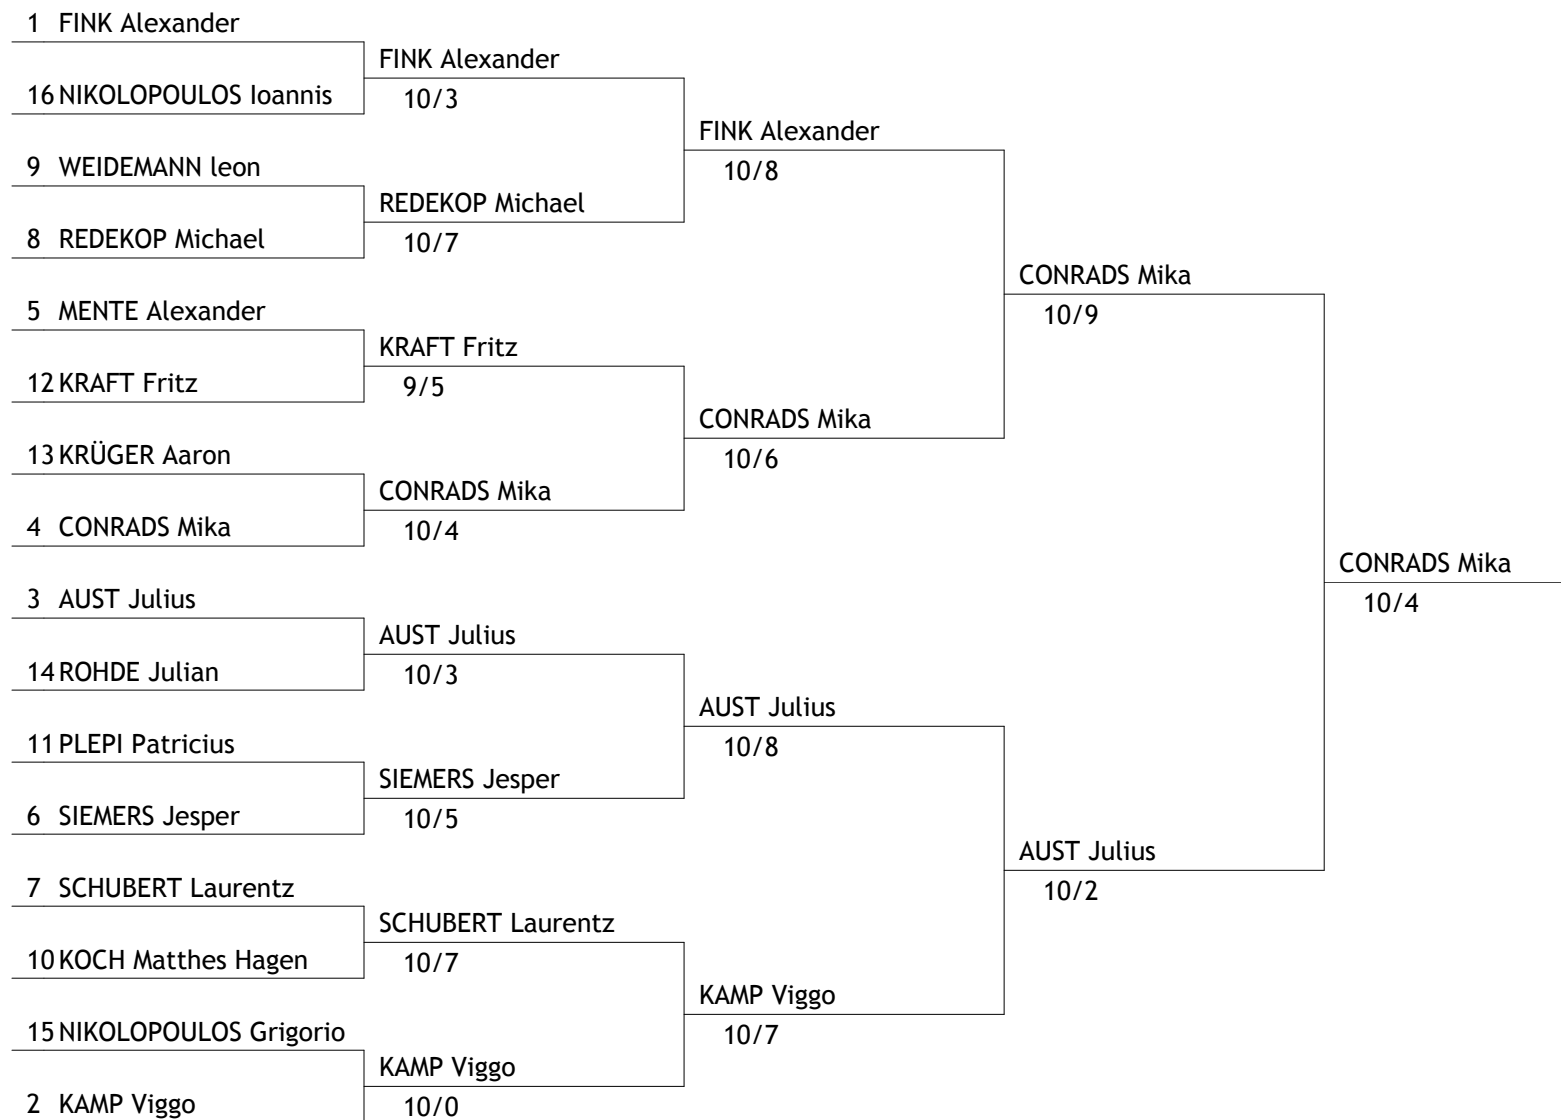 1 FINK Alexander
16 NIKOLOPOULOS Ioannis
9 WEIDEMANN leon
8 REDEKOP Michael
5 MENTE Alexander
12 KRAFT Fritz
13 KRÜGER Aaron
4 CONRADS Mika
3 AUST Julius
14 ROHDE Julian
11 PLEPI Patricius
6 SIEMERS Jesper
7 SCHUBERT Laurentz
10 KOCH Matthes Hagen
15 NIKOLOPOULOS Grigorio
2 KAMP Viggo
FINK Alexander
10/3
REDEKOP Michael
10/7
KRAFT Fritz
9/5
CONRADS Mika
10/4
AUST Julius
10/3
SIEMERS Jesper
10/5
SCHUBERT Laurentz
10/7
KAMP Viggo
10/0
FINK Alexander
10/8
CONRADS Mika
10/6
AUST Julius
10/8
KAMP Viggo
10/7
CONRADS Mika
10/9
AUST Julius
10/2
CONRADS Mika
10/4